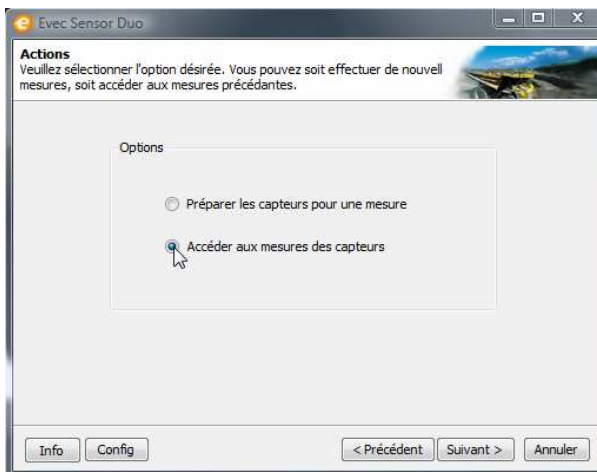 Evec Sensor Duo
Actions
Veuillez sélectionner l'option désirée. Vous pouvez soit effectuer de nouvell
mesures, soit accéder aux mesures précédantes.
Options
Préparer les capteurs pour une mesure
Accéder aux mesures des capteurs
Info Config < Précédent Suivant > Annuler